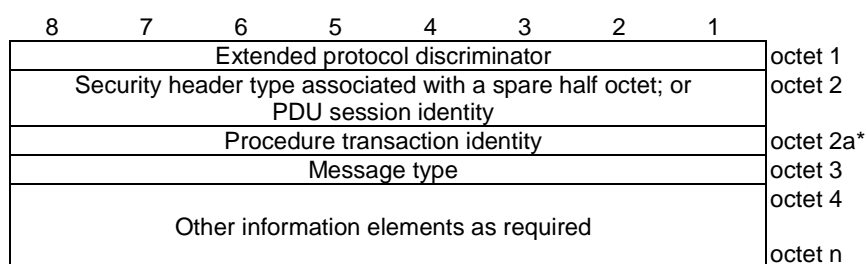 8 7 6 5 4 3 2 1
Extended protocol discriminator octet 1
Security header type associated with a spare half octet; or octet 2
PDU session identity
Procedure transaction identity octet 2a*
Message type octet 3
octet 4
Other information elements as required
octet n